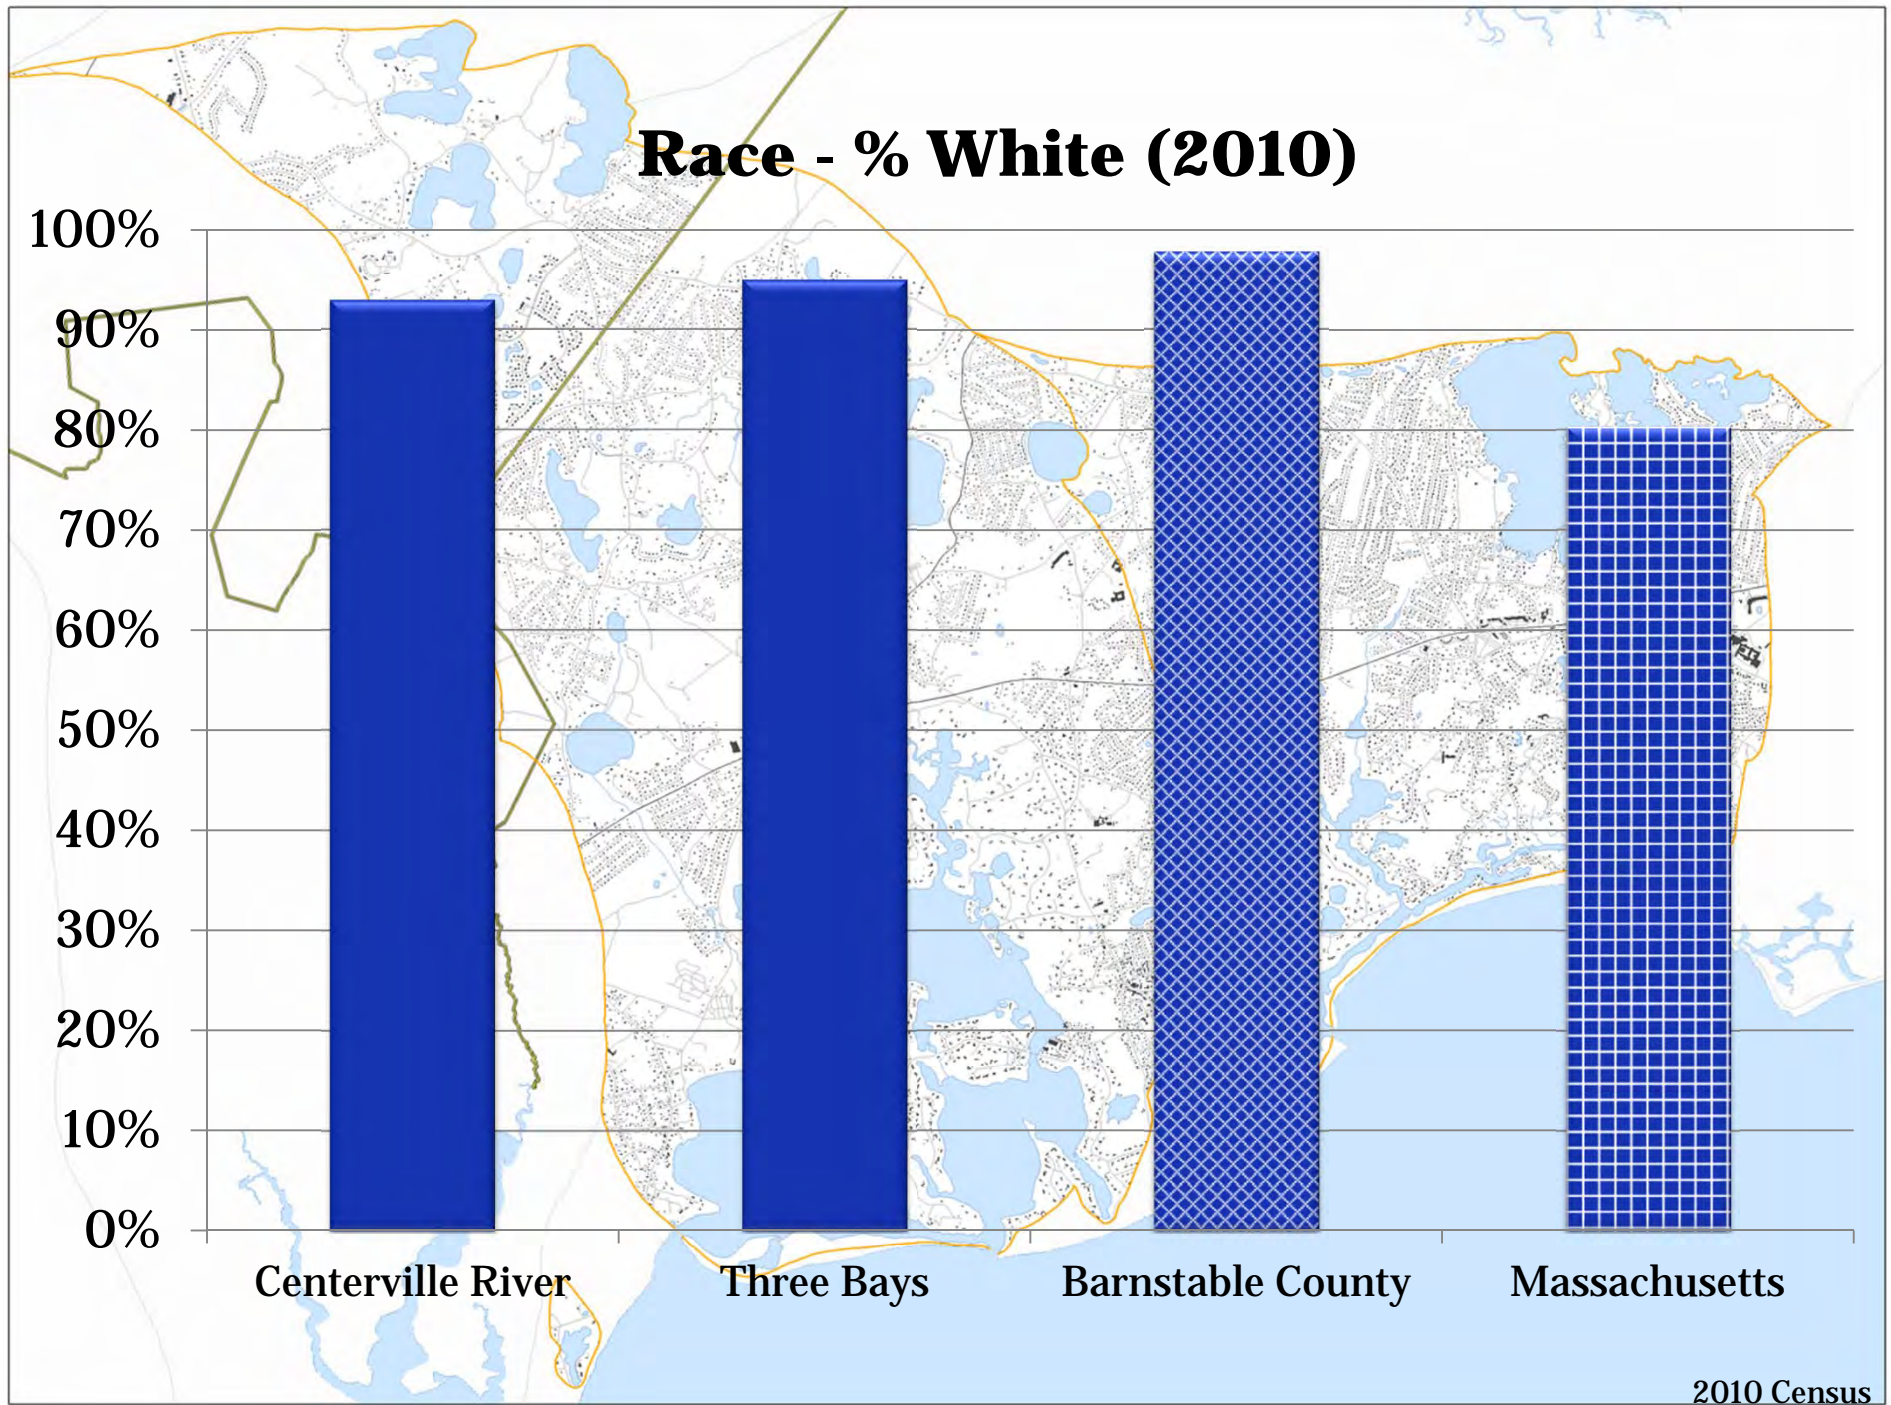 Race - % White (2010)
100%
90%
80%
70%
60%
50%
40%
30%
20%
10%
0%
Centerville River
Three Bays
Barnstable County
Massachusetts
2010 Census